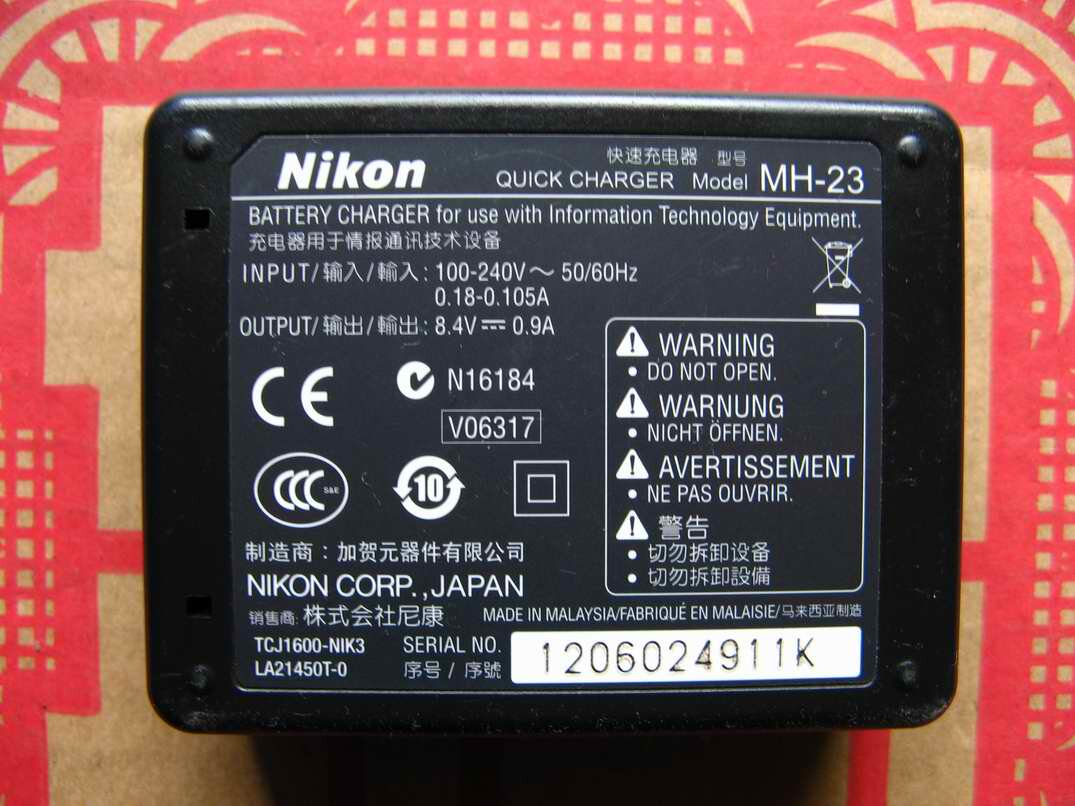 Nikon
快速充电器 型号
QUICK CHARGER Model MH-23
BATTERY CHARGER for use with Information Technology Equipment.
充电器用于情报通讯技术设备
INPUT/输入/輸入: 100-240V～ 50/60Hz
0.18-0.105A
OUTPUT/输出/輸出: 8.4V⎓ 0.9A
CE
N16184
V06317
CCC S&E
10
WARNING
• DO NOT OPEN.
WARNUNG
• NICHT ÖFFNEN.
AVERTISSEMENT
• NE PAS OUVRIR.
警告
• 切勿拆卸设备
• 切勿拆卸設備
制造商：加贺元器件有限公司
NIKON CORP.,JAPAN
销售商: 株式会社尼康
MADE IN MALAYSIA/FABRIQUÉ EN MALAISIE/马来西亚制造
TCJ1600-NIK3
LA21450T-0
SERIAL NO.
序号 / 序號
1206024911K